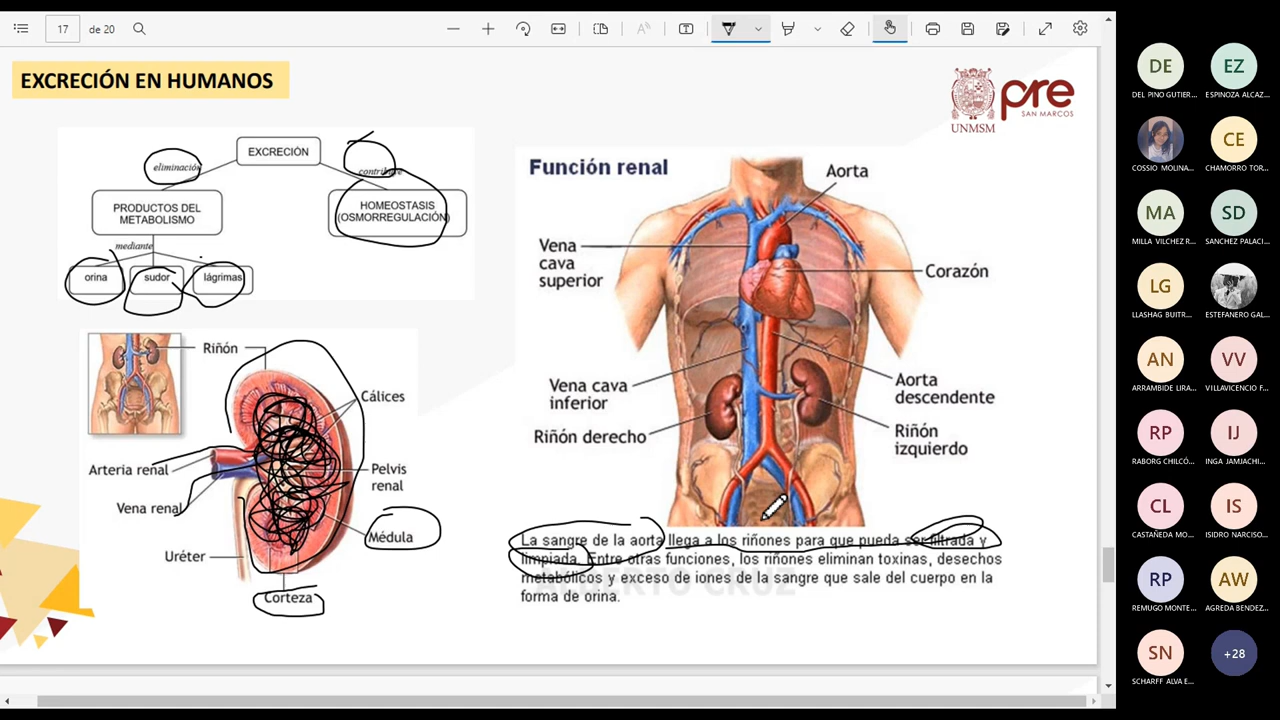 17 de 20
EXCRECIÓN EN HUMANOS
UNMSM
pre
SAN MARCOS
EXCRECIÓN
eliminación
contribuye
PRODUCTOS DEL
METABOLISMO
HOMEOSTASIS
(OSMORREGULACIÓN)
mediante
orina
sudor
lágrimas
Riñón
Cálices
Arteria renal
Pelvis
renal
Vena renal
Médula
Uréter
Corteza
Función renal
Aorta
Vena
cava
superior
Corazón
Vena cava
inferior
Aorta
descendente
Riñón derecho
Riñón
izquierdo
La sangre de la aorta llega a los riñones para que pueda ser filtrada y
limpiada. Entre otras funciones, los riñones eliminan toxinas, desechos
metabólicos y exceso de iones de la sangre que sale del cuerpo en la
forma de orina.
CRUZ
DE
EZ
DEL PINO GUTIER...
ESPINOZA ALCAZ...
CE
COSSIO MOLINA...
CHAMORRO TOR...
MA
SD
MILLA VILCHEZ R...
SANCHEZ PALACI...
LG
LLASHAG BUITR...
ESTEFANERO GAL...
AN
VV
ARRAMBIDE LIRA...
VILLAVICENCIO F...
RP
IJ
RABORG CHILCÓ...
INGA JAMJACHI...
CL
IS
CASTAÑEDA MO...
ISIDRO NARCISO...
RP
AW
REMUGO MONTE...
AGREDA BENDEZ...
SN
+28
SCHARFF ALVA E...